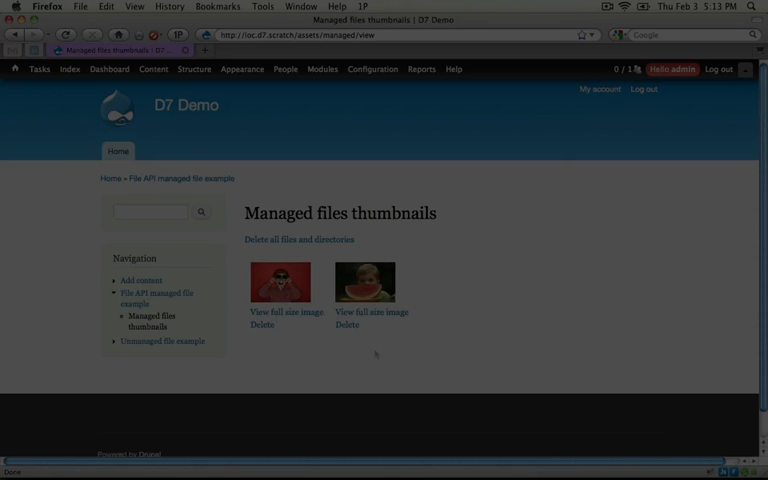 Firefox File Edit View History Bookmarks Tools Window Help 1P Thu Feb 3 5:13 PM
Managed files thumbnails | D7 Demo
1P http://loc.d7.scratch/assets/managed/view Google
Managed files thumbnails | D7 ...
Tasks Index Dashboard Content Structure Appearance People Modules Configuration Reports Help 0 / 1 Hello admin Log out
My account Log out
D7 Demo
Home
Home » File API managed file example
Managed files thumbnails
Delete all files and directories
Navigation
Add content
File API managed file
example
Managed files
thumbnails
Unmanaged file example
View full size image View full size image
Delete Delete
Powered by Drupal
Done